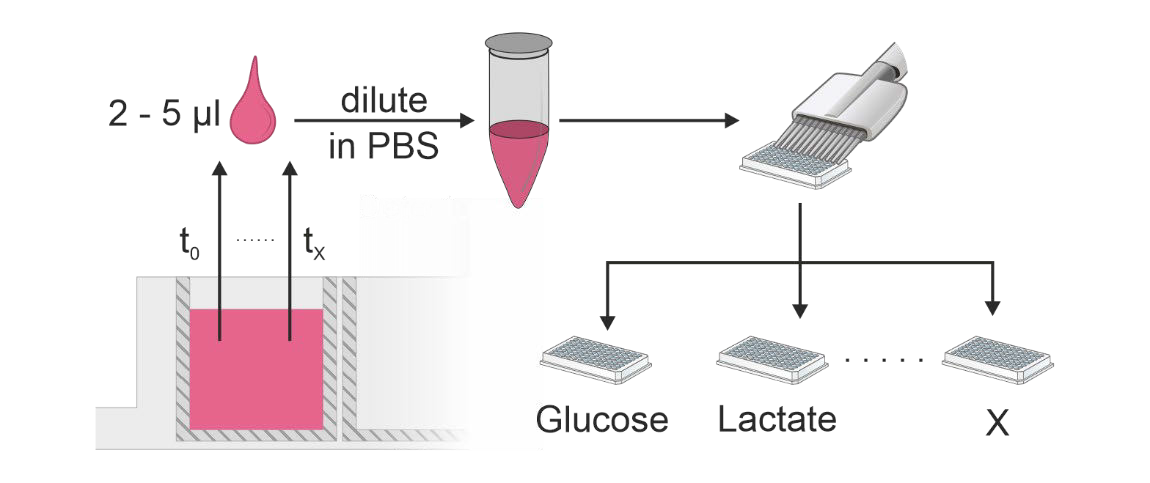 2 - 5 µl
dilute
in PBS
t0 ...... tX
Glucose
Lactate
. . . . .
X